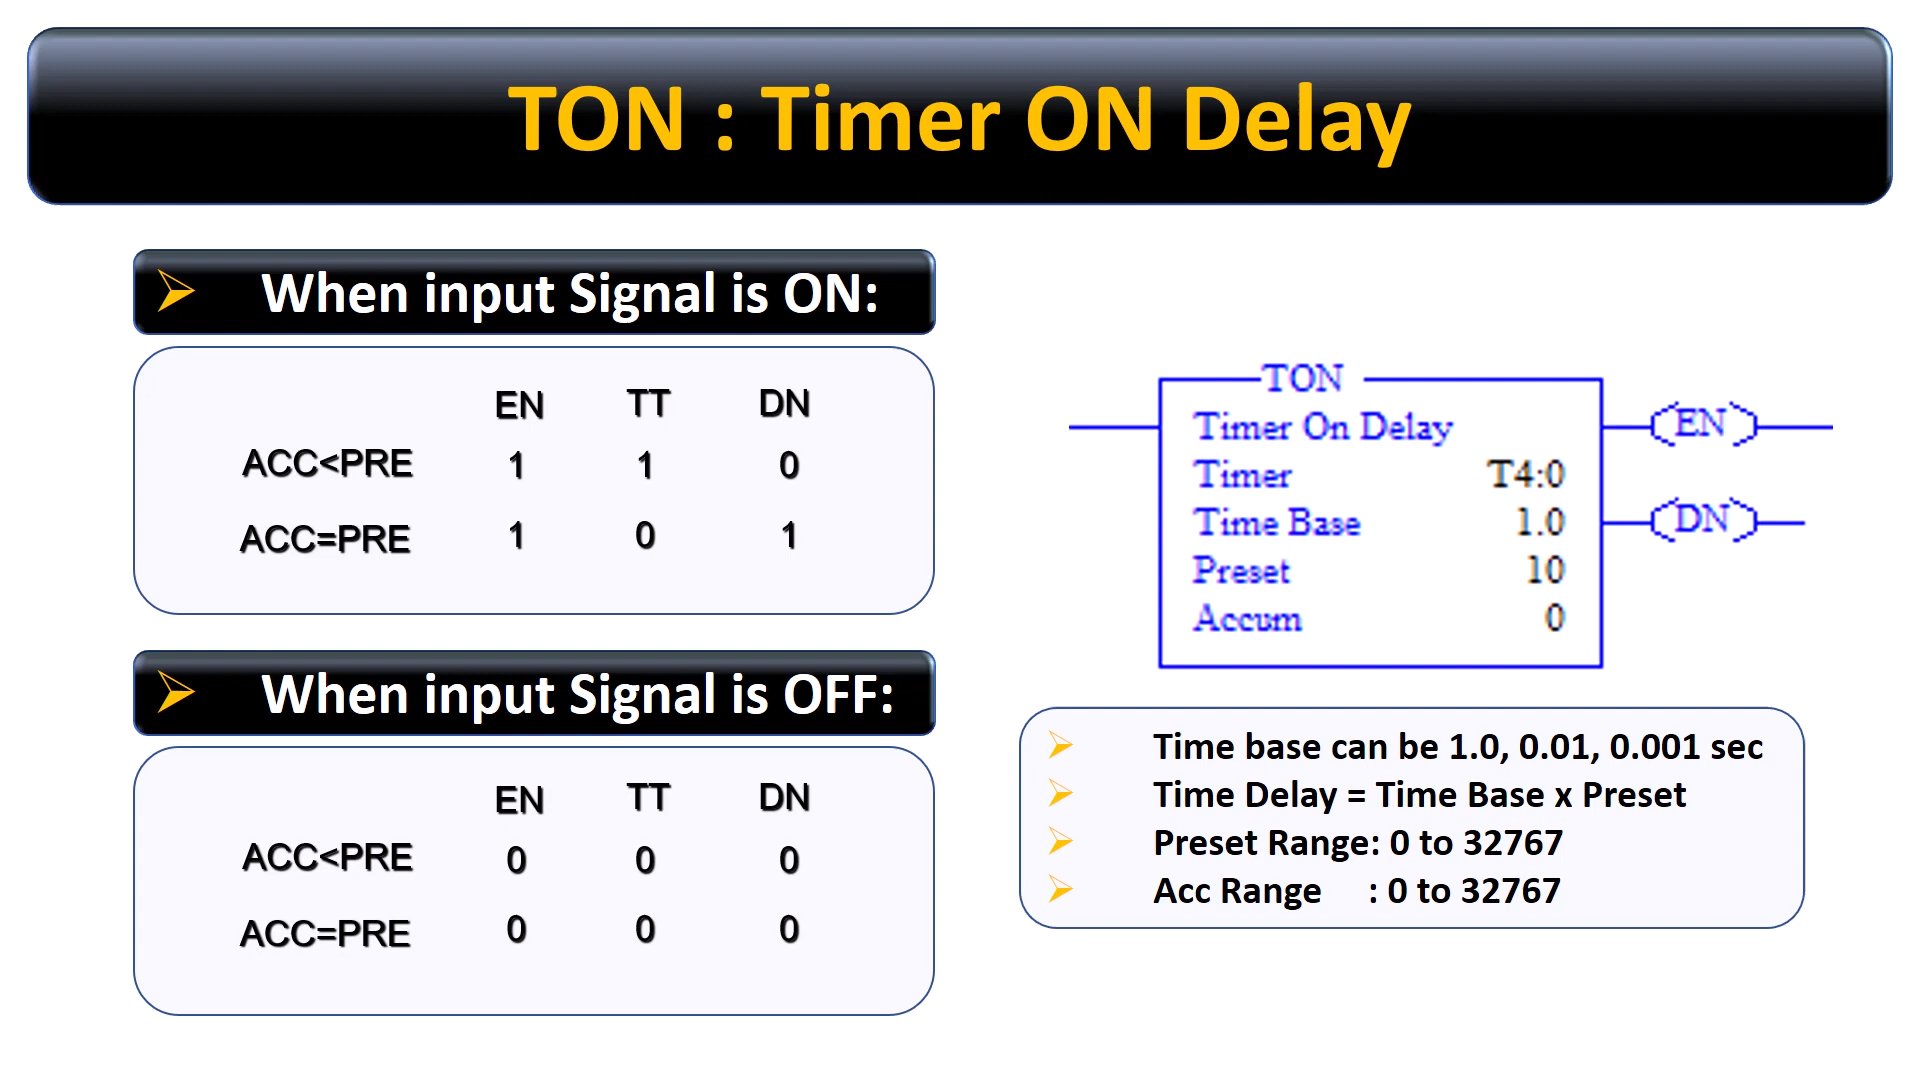 TON : Timer ON Delay
When input Signal is ON:
EN TT DN
ACC<PRE 1 1 0
ACC=PRE 1 0 1
When input Signal is OFF:
EN TT DN
ACC<PRE 0 0 0
ACC=PRE 0 0 0
TON
Timer On Delay
Timer T4:0
Time Base 1.0
Preset 10
Accum 0
EN
DN
Time base can be 1.0, 0.01, 0.001 sec
Time Delay = Time Base x Preset
Preset Range: 0 to 32767
Acc Range : 0 to 32767